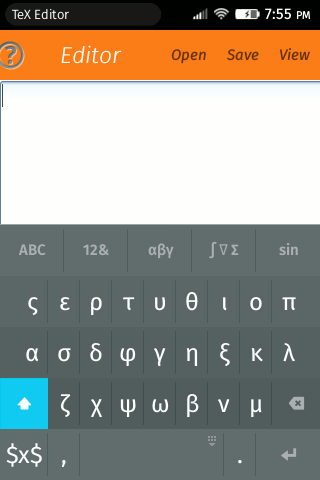 TeX Editor 7:55 PM
? Editor Open Save View
ABC 12& αβγ ∫∇Σ sin
ς ε ρ τ υ θ ι ο π
α σ δ φ γ η ξ κ λ
ζ χ ψ ω β ν μ
$x$ , .